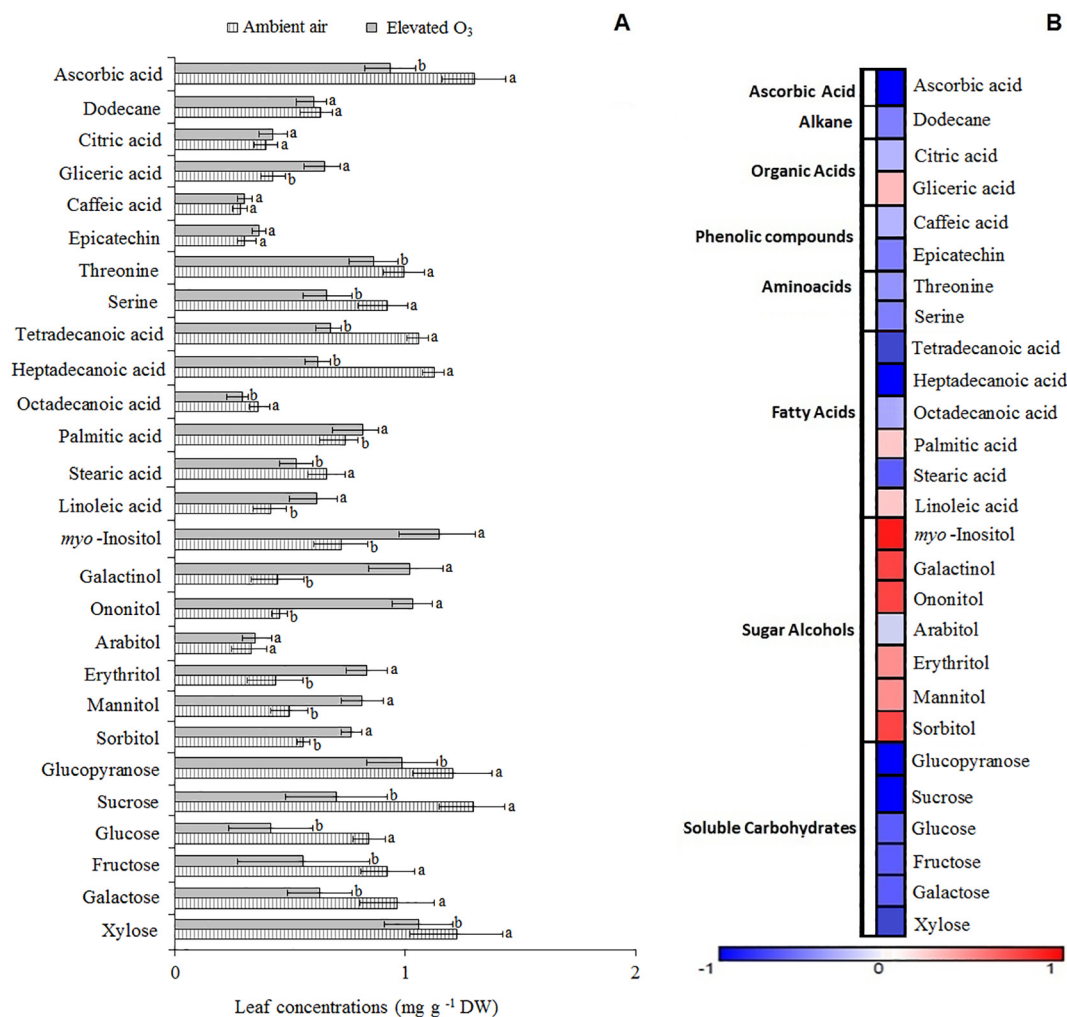 Ambient air
Elevated O3
A
Ascorbic acid
b
a
Dodecane
a
a
Citric acid
a
a
Gliceric acid
a
b
Caffeic acid
a
a
Epicatechin
a
a
Threonine
b
a
Serine
b
a
Tetradecanoic acid
b
a
Heptadecanoic acid
b
a
Octadecanoic acid
b
a
Palmitic acid
a
b
Stearic acid
b
a
Linoleic acid
a
b
myo -Inositol
a
b
Galactinol
a
b
Ononitol
a
b
Arabitol
a
a
Erythritol
a
b
Mannitol
a
b
Sorbitol
a
b
Glucopyranose
b
a
Sucrose
b
a
Glucose
b
a
Fructose
b
a
Galactose
b
a
Xylose
b
a
0
1
2
Leaf concentrations (mg g -1 DW)
B
Ascorbic Acid
Ascorbic acid
Alkane
Dodecane
Organic Acids
Citric acid
Gliceric acid
Phenolic compounds
Caffeic acid
Epicatechin
Aminoacids
Threonine
Serine
Fatty Acids
Tetradecanoic acid
Heptadecanoic acid
Octadecanoic acid
Palmitic acid
Stearic acid
Linoleic acid
Sugar Alcohols
myo -Inositol
Galactinol
Ononitol
Arabitol
Erythritol
Mannitol
Sorbitol
Soluble Carbohydrates
Glucopyranose
Sucrose
Glucose
Fructose
Galactose
Xylose
-1
0
1